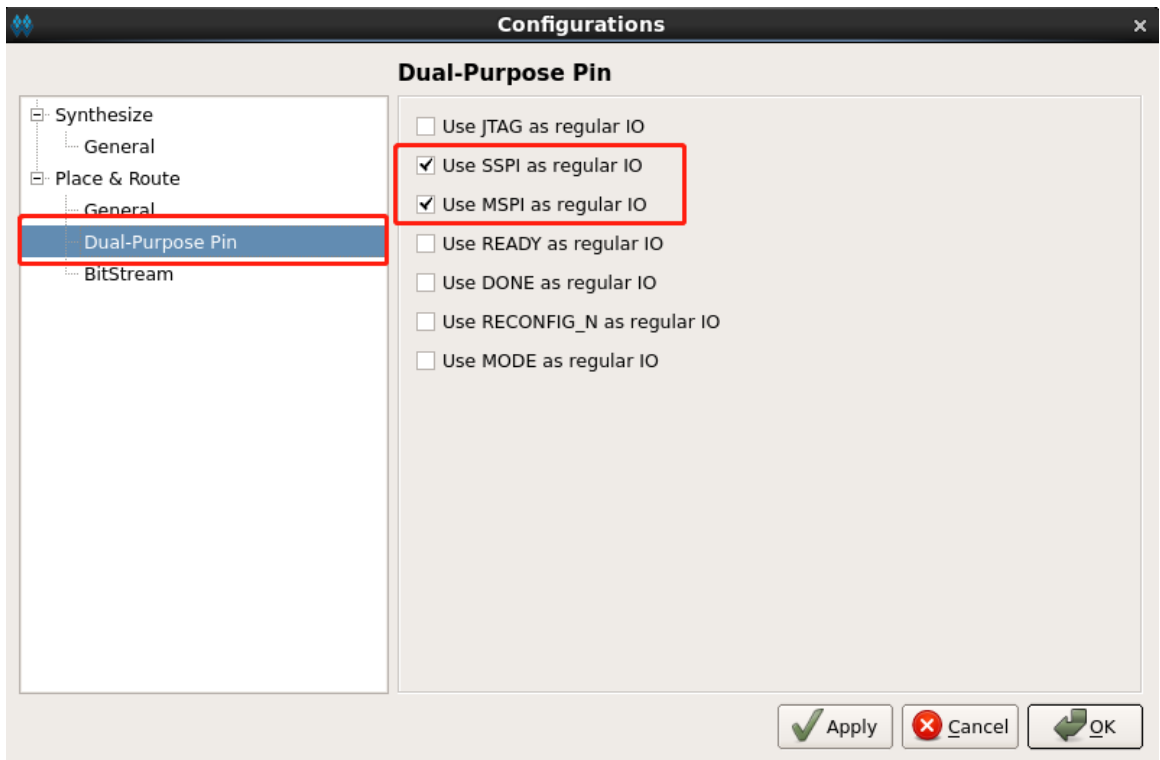 Configurations
Dual-Purpose Pin
Synthesize
General
Place & Route
General
Dual-Purpose Pin
BitStream
Use JTAG as regular IO
Use SSPI as regular IO
Use MSPI as regular IO
Use READY as regular IO
Use DONE as regular IO
Use RECONFIG_N as regular IO
Use MODE as regular IO
Apply
Cancel
OK